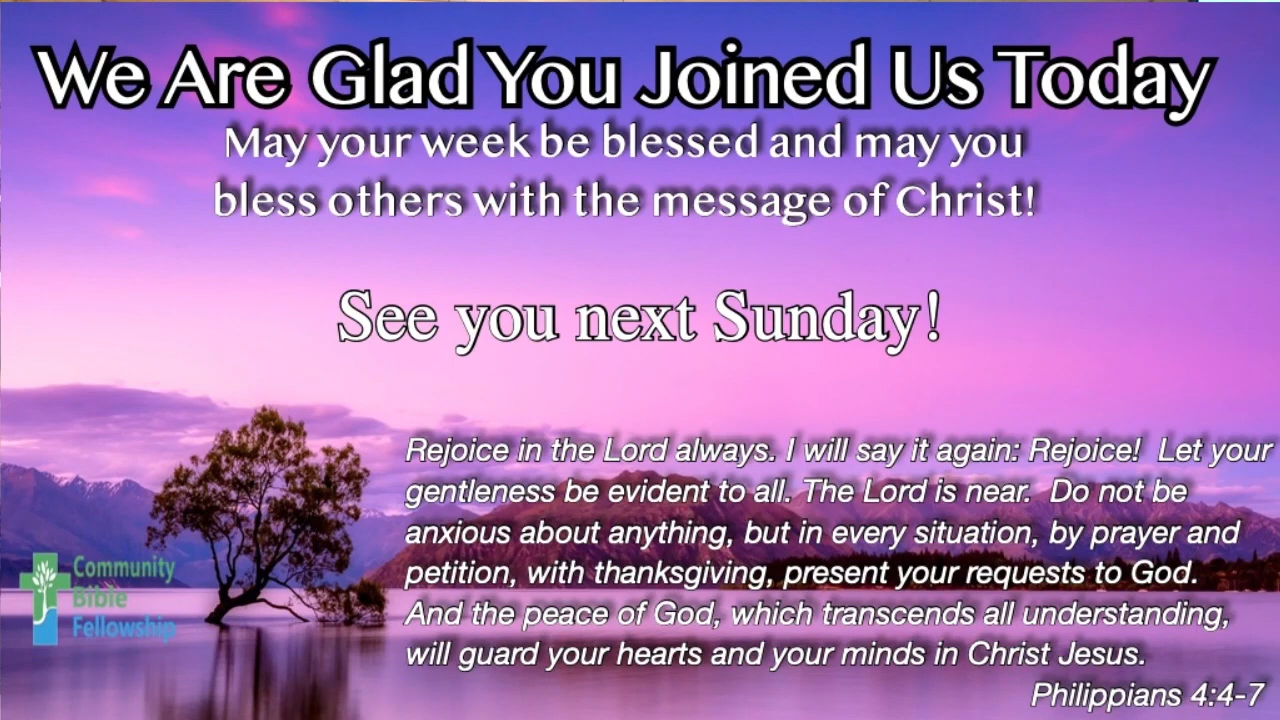 We Are Glad You Joined Us Today
May your week be blessed and may you
bless others with the message of Christ!
See you next Sunday!
Rejoice in the Lord always. I will say it again: Rejoice!  Let your
gentleness be evident to all. The Lord is near.  Do not be
anxious about anything, but in every situation, by prayer and
petition, with thanksgiving, present your requests to God.
And the peace of God, which transcends all understanding,
will guard your hearts and your minds in Christ Jesus.
Philippians 4:4-7
Community
Bible
Fellowship